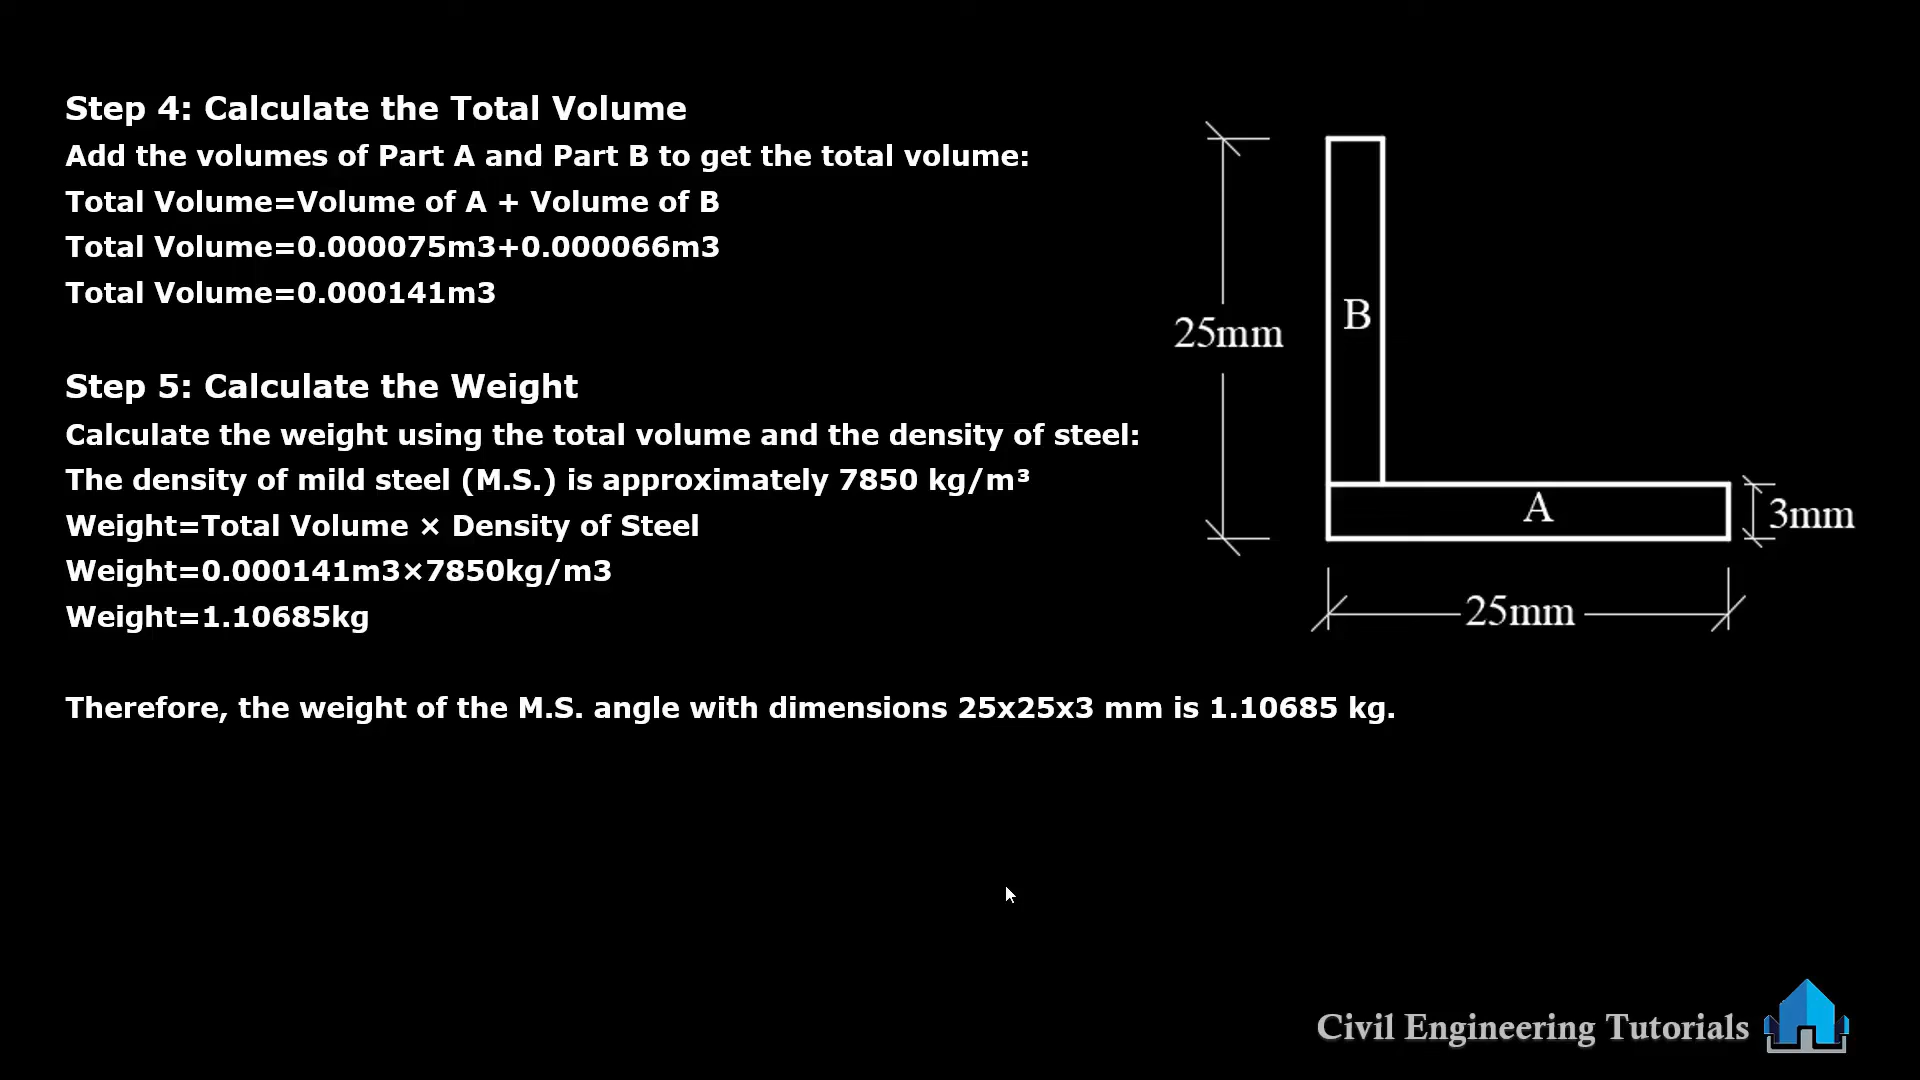 Step 4: Calculate the Total Volume
Add the volumes of Part A and Part B to get the total volume:
Total Volume=Volume of A + Volume of B
Total Volume=0.000075m3+0.000066m3
Total Volume=0.000141m3
Step 5: Calculate the Weight
Calculate the weight using the total volume and the density of steel:
The density of mild steel (M.S.) is approximately 7850 kg/m³
Weight=Total Volume × Density of Steel
Weight=0.000141m3×7850kg/m3
Weight=1.10685kg
Therefore, the weight of the M.S. angle with dimensions 25x25x3 mm is 1.10685 kg.
B
25mm
A
3mm
25mm
Civil Engineering Tutorials